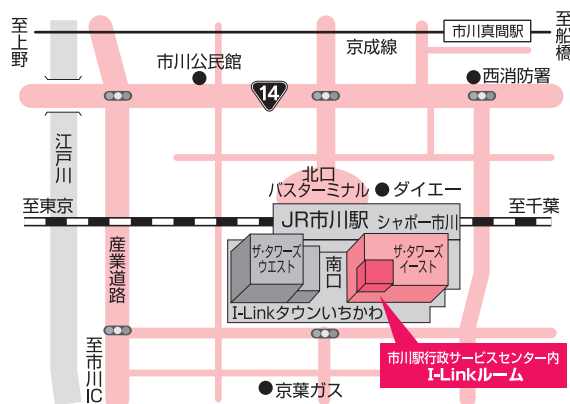 至上野
至船橋
市川真間駅
京成線
市川公民館
西消防署
14
江戸川
北口
バスターミナル
ダイエー
至東京
至千葉
JR市川駅 シャポー市川
産業道路
ザ・タワーズ
ウエスト
南口
ザ・タワーズ
イースト
I-Linkタウンいちかわ
至市川IC
市川駅行政サービスセンター内
I-Linkルーム
京葉ガス